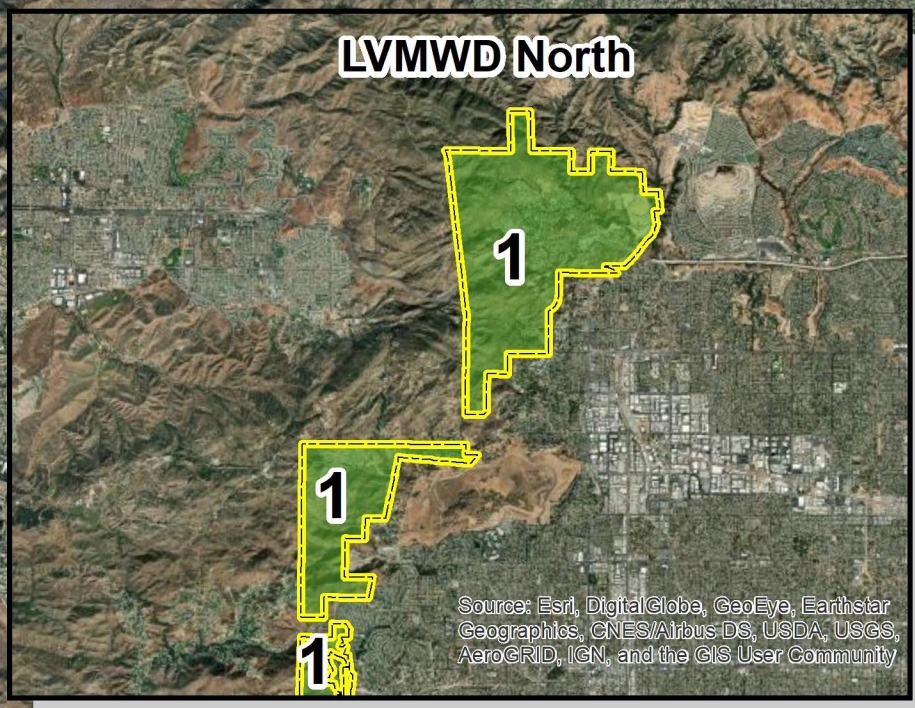 LVMWD North
1
1
1
Source: Esri, DigitalGlobe, GeoEye, Earthstar
Geographics, CNES/Airbus DS, USDA, USGS,
AeroGRID, IGN, and the GIS User Community